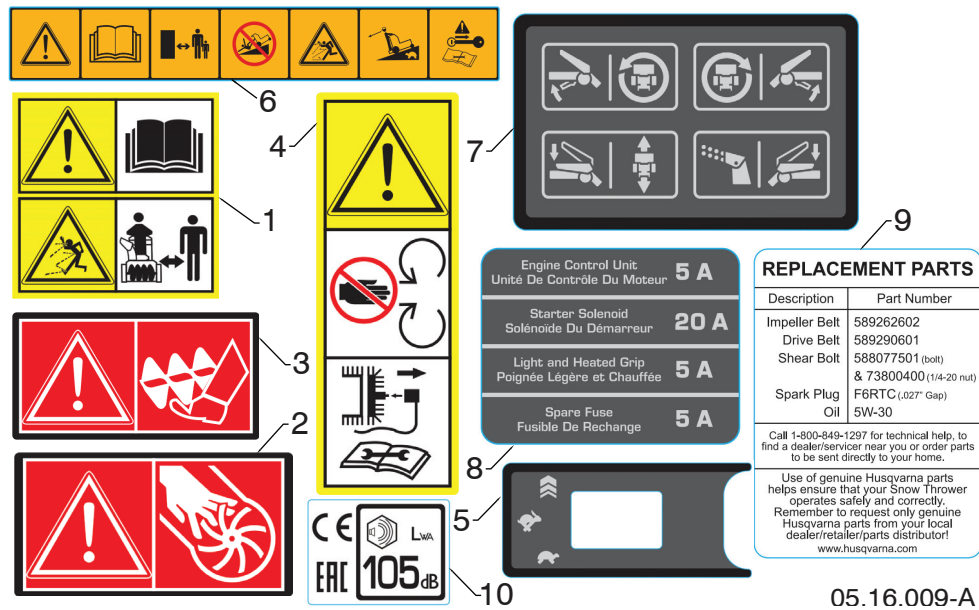 6
4
7
1
9
Engine Control Unit
Unité De Contrôle Du Moteur
5 A
Starter Solenoid
Solénoïde Du Démarreur
20 A
Light and Heated Grip
Poignée Légère et Chauffée
5 A
Spare Fuse
Fusible De Rechange
5 A
REPLACEMENT PARTS
Description Part Number
Impeller Belt 589262602
Drive Belt 589290601
Shear Bolt 588077501 (bolt)
& 73800400 (1/4-20 nut)
Spark Plug F6RTC (.027" Gap)
Oil 5W-30
Call 1-800-849-1297 for technical help, to
find a dealer/servicer near you or order parts
to be sent directly to your home.
Use of genuine Husqvarna parts
helps ensure that your Snow Thrower
operates safely and correctly.
Remember to request only genuine
Husqvarna parts from your local
dealer/retailer/parts distributor!
www.husqvarna.com
3
2
8
5
CE
LWA
EAC
105dB
10
05.16.009-A